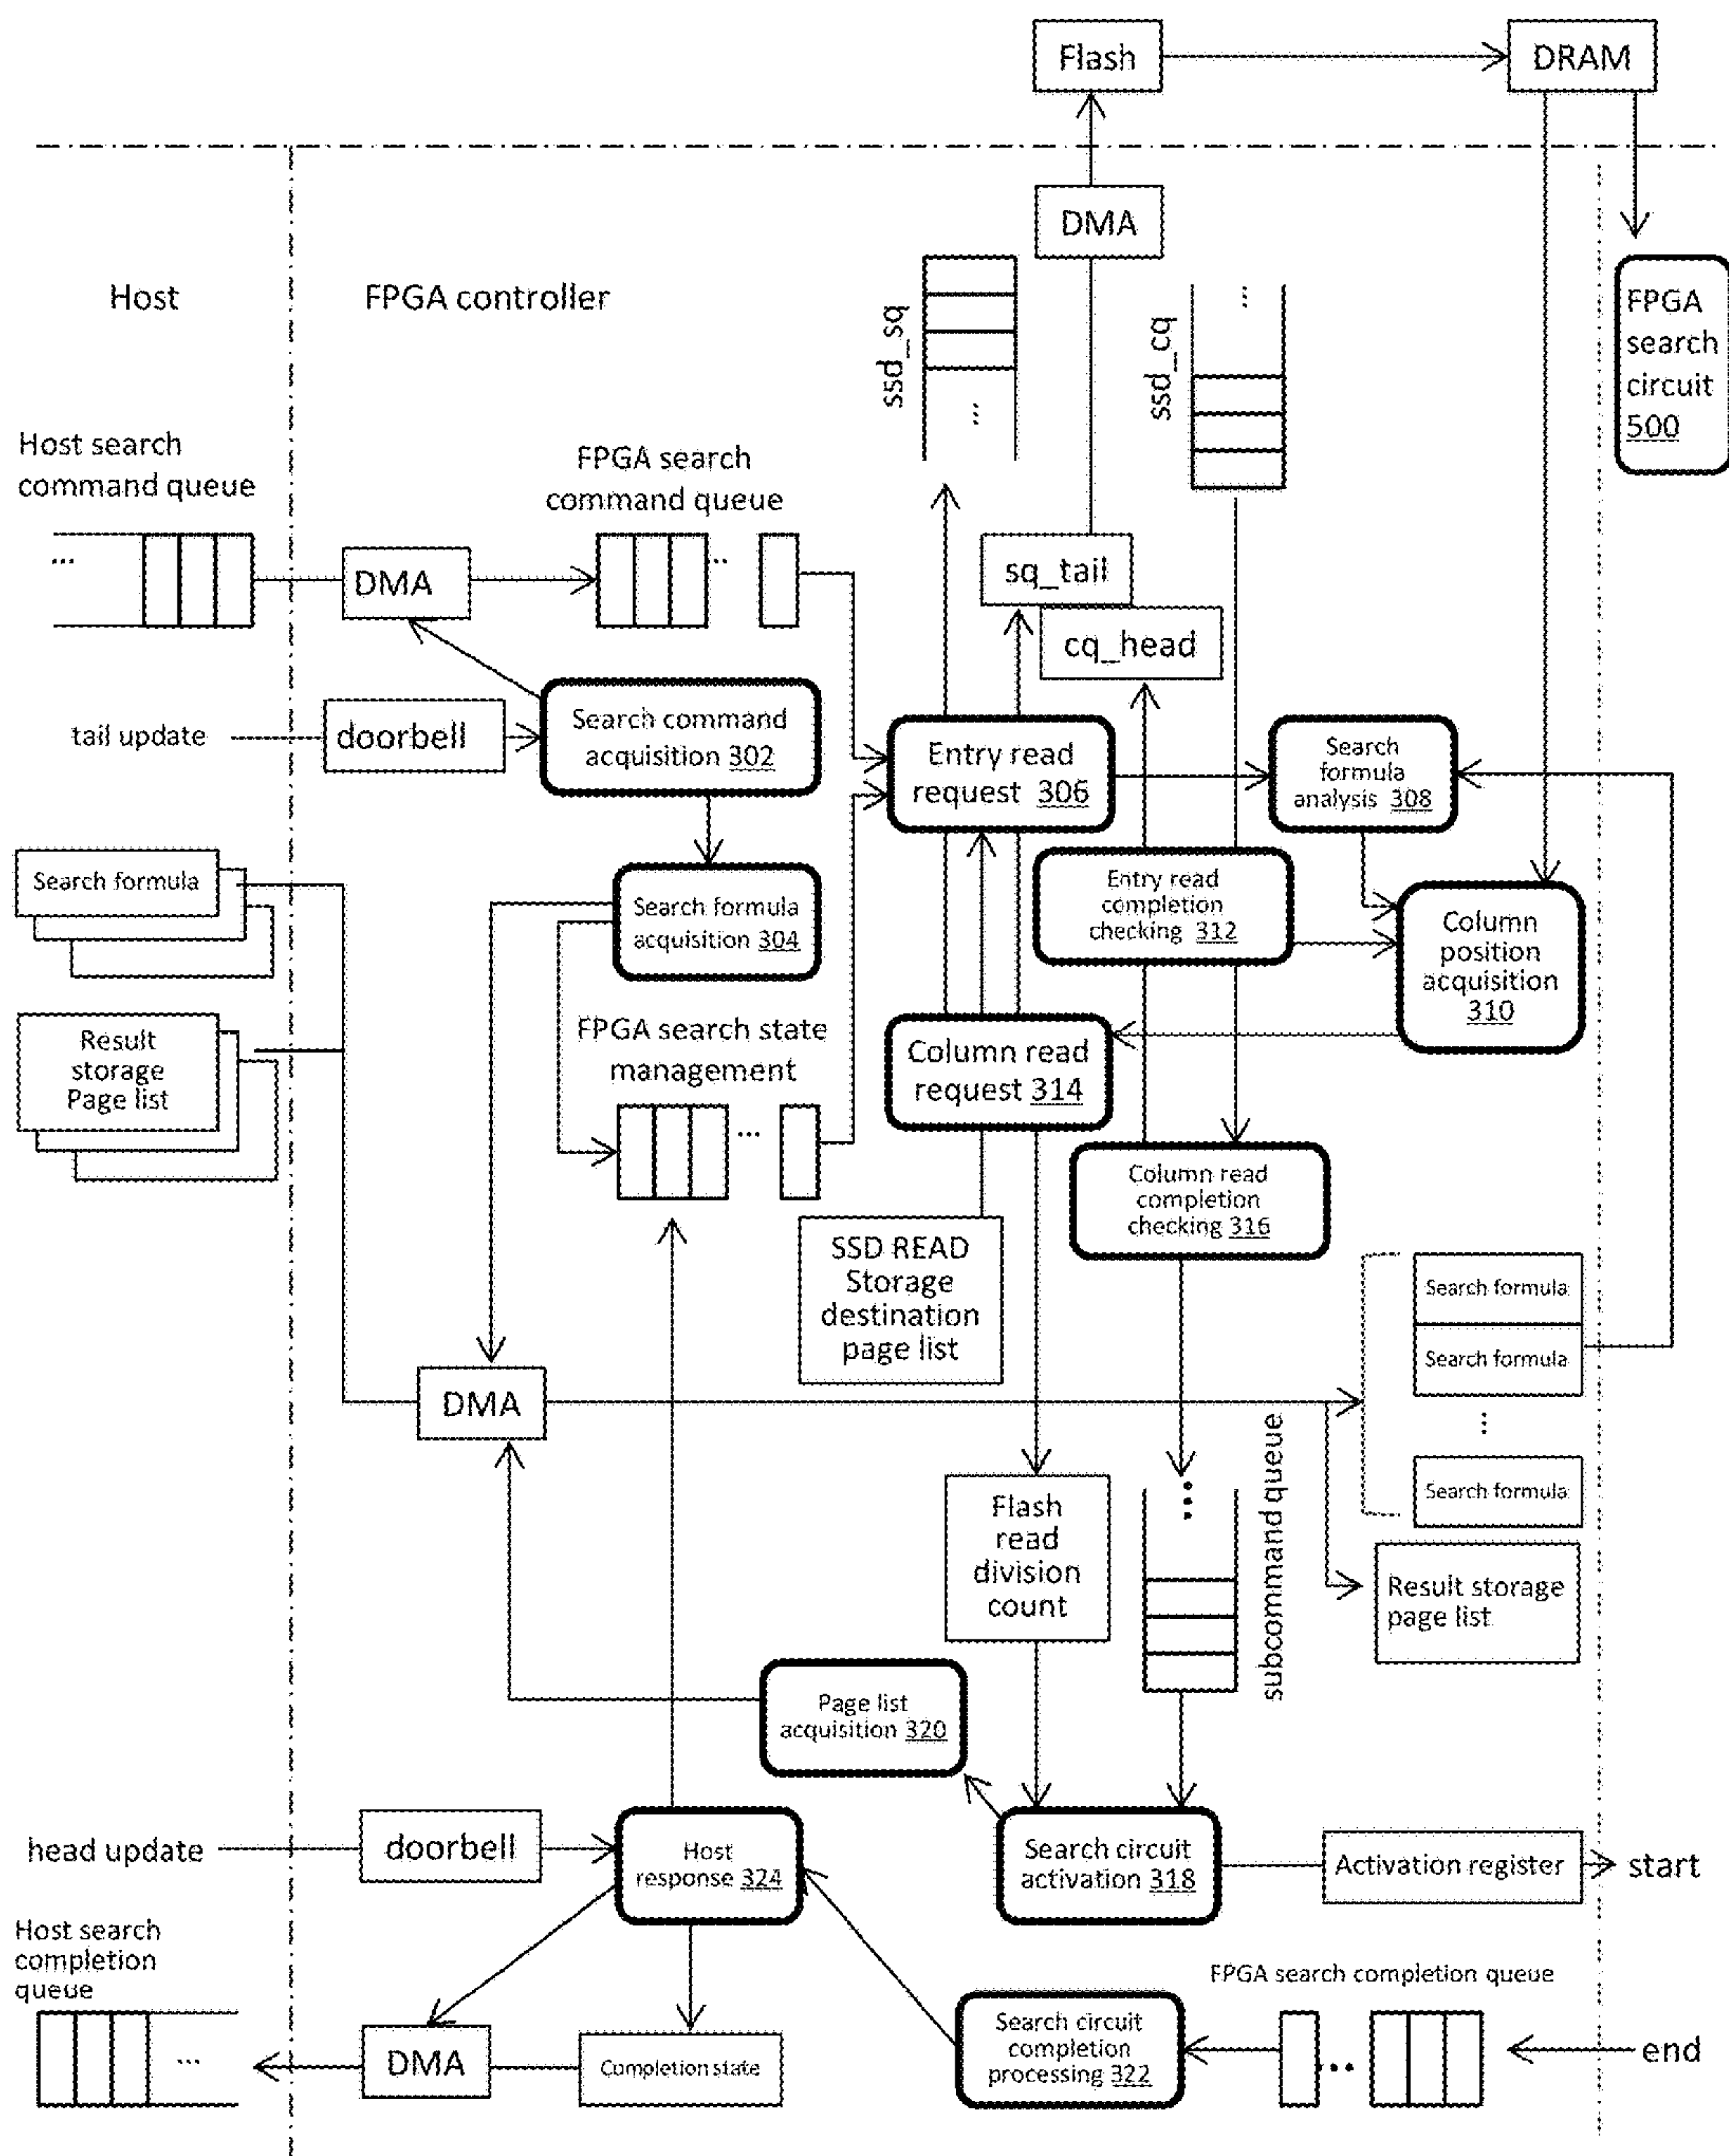 Flash
DRAM
DMA
Host
FPGA controller
ssd_sq
ssd_cq
...
...
FPGA
search
circuit
500
Host search
command queue
FPGA search
command queue
...
DMA
...
sq_tail
cq_head
tail update
doorbell
Search command
acquisition 302
Entry read
request 306
Search
formula
analysis 308
Search formula
Search formula
acquisition 304
Entry read
completion
checking 312
Column
position
acquisition
310
Result
storage
Page list
FPGA search state
management
...
Column read
request 314
Column read
completion
checking 316
SSD READ
Storage
destination
page list
Search formula
Search formula
...
Search formula
DMA
Flash
read
division
count
...
subcommand queue
Result storage
page list
Page list
acquisition 320
head update
doorbell
Host
response 324
Search circuit
activation 318
Activation register
start
Host search
completion
queue
...
DMA
Completion state
Search circuit
completion
processing 322
FPGA search completion queue
...
end